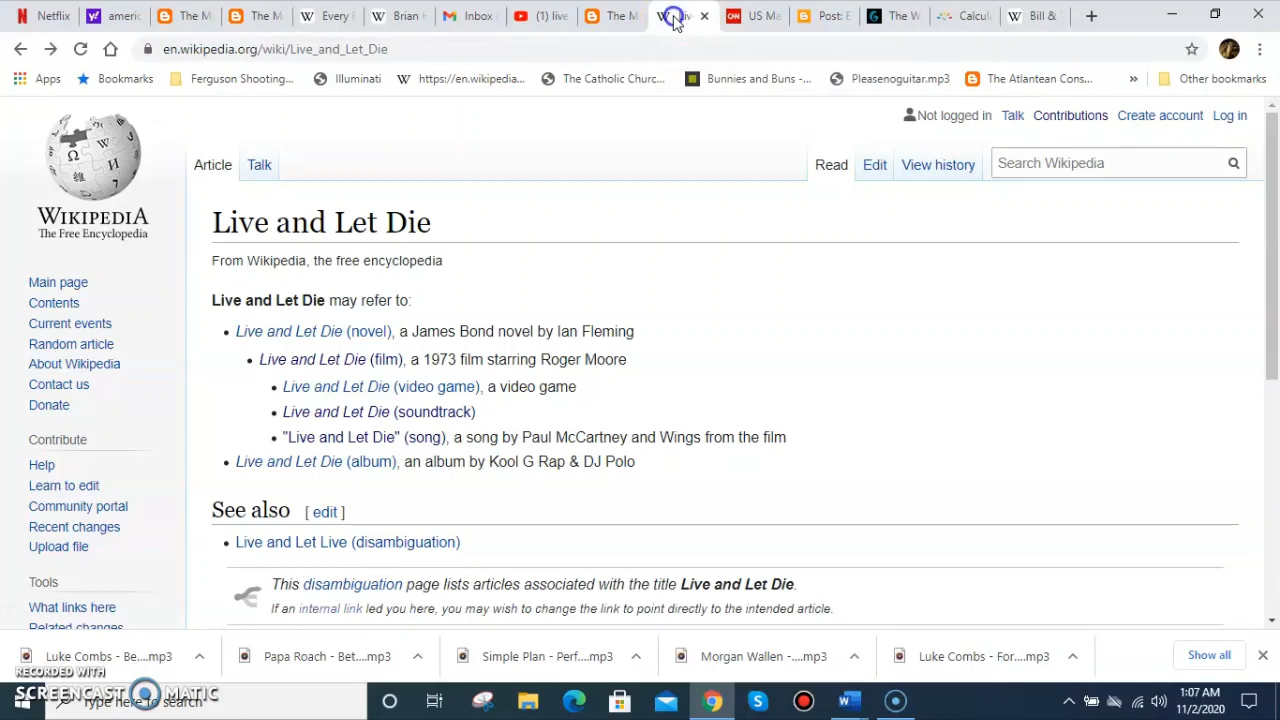 Netflix americ The M The M Every Brian Inbox (1) live The M Liv US Ma Post: E The W Calcul Bill &
en.wikipedia.org/wiki/Live_and_Let_Die
Apps Bookmarks Ferguson Shooting... Illuminati https://en.wikipedia... The Catholic Churc... Bunnies and Buns -... Pleasenoguitar.mp3 The Atlantean Cons... » Other bookmarks
Not logged in Talk Contributions Create account Log in
Article Talk Read Edit View history Search Wikipedia
WIKIPEDIA
The Free Encyclopedia
Main page
Contents
Current events
Random article
About Wikipedia
Contact us
Donate
Contribute
Help
Learn to edit
Community portal
Recent changes
Upload file
Tools
What links here
Related changes
Live and Let Die
From Wikipedia, the free encyclopedia
Live and Let Die may refer to:
• Live and Let Die (novel), a James Bond novel by Ian Fleming
• Live and Let Die (film), a 1973 film starring Roger Moore
• Live and Let Die (video game), a video game
• Live and Let Die (soundtrack)
• "Live and Let Die" (song), a song by Paul McCartney and Wings from the film
• Live and Let Die (album), an album by Kool G Rap & DJ Polo
See also [ edit ]
• Live and Let Live (disambiguation)
This disambiguation page lists articles associated with the title Live and Let Die.
If an internal link led you here, you may wish to change the link to point directly to the intended article.
Luke Combs - Be....mp3 Papa Roach - Bet....mp3 Simple Plan - Perf....mp3 Morgan Wallen -....mp3 Luke Combs - For....mp3 Show all
RECORDED WITH
SCREENCAST MATIC
Type here to search
1:07 AM
11/2/2020